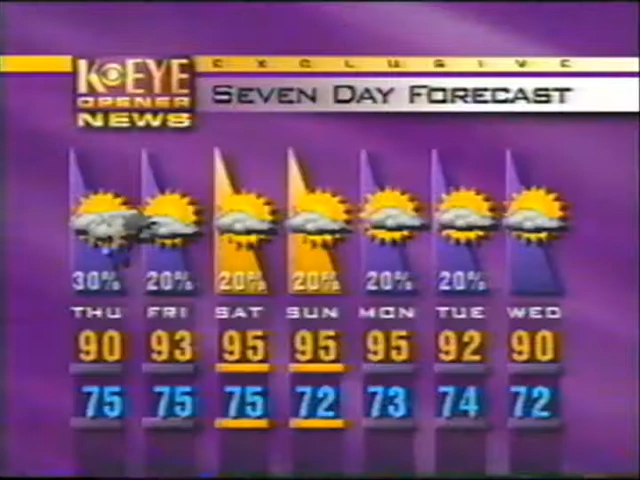 K EYE
OPENER
NEWS
EXCLUSIVE
SEVEN DAY FORECAST
30% 20% 20% 20% 20% 20%
THU FRI SAT SUN MON TUE WED
90 93 95 95 95 92 90
75 75 75 72 73 74 72